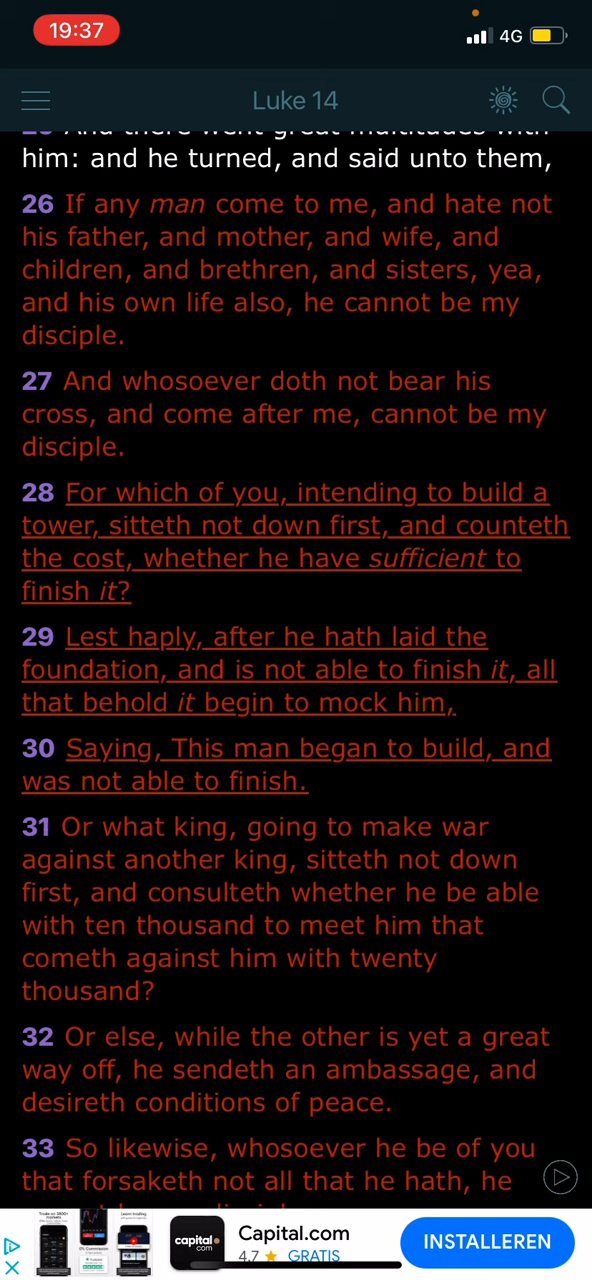 19:37
4G
Luke 14
him: and he turned, and said unto them,
26 If any man come to me, and hate not
his father, and mother, and wife, and
children, and brethren, and sisters, yea,
and his own life also, he cannot be my
disciple.
27 And whosoever doth not bear his
cross, and come after me, cannot be my
disciple.
28 For which of you, intending to build a
tower, sitteth not down first, and counteth
the cost, whether he have sufficient to
finish it?
29 Lest haply, after he hath laid the
foundation, and is not able to finish it, all
that behold it begin to mock him,
30 Saying, This man began to build, and
was not able to finish.
31 Or what king, going to make war
against another king, sitteth not down
first, and consulteth whether he be able
with ten thousand to meet him that
cometh against him with twenty
thousand?
32 Or else, while the other is yet a great
way off, he sendeth an ambassage, and
desireth conditions of peace.
33 So likewise, whosoever he be of you
that forsaketh not all that he hath, he
capital
com
Capital.com
4.7 GRATIS
INSTALLEREN